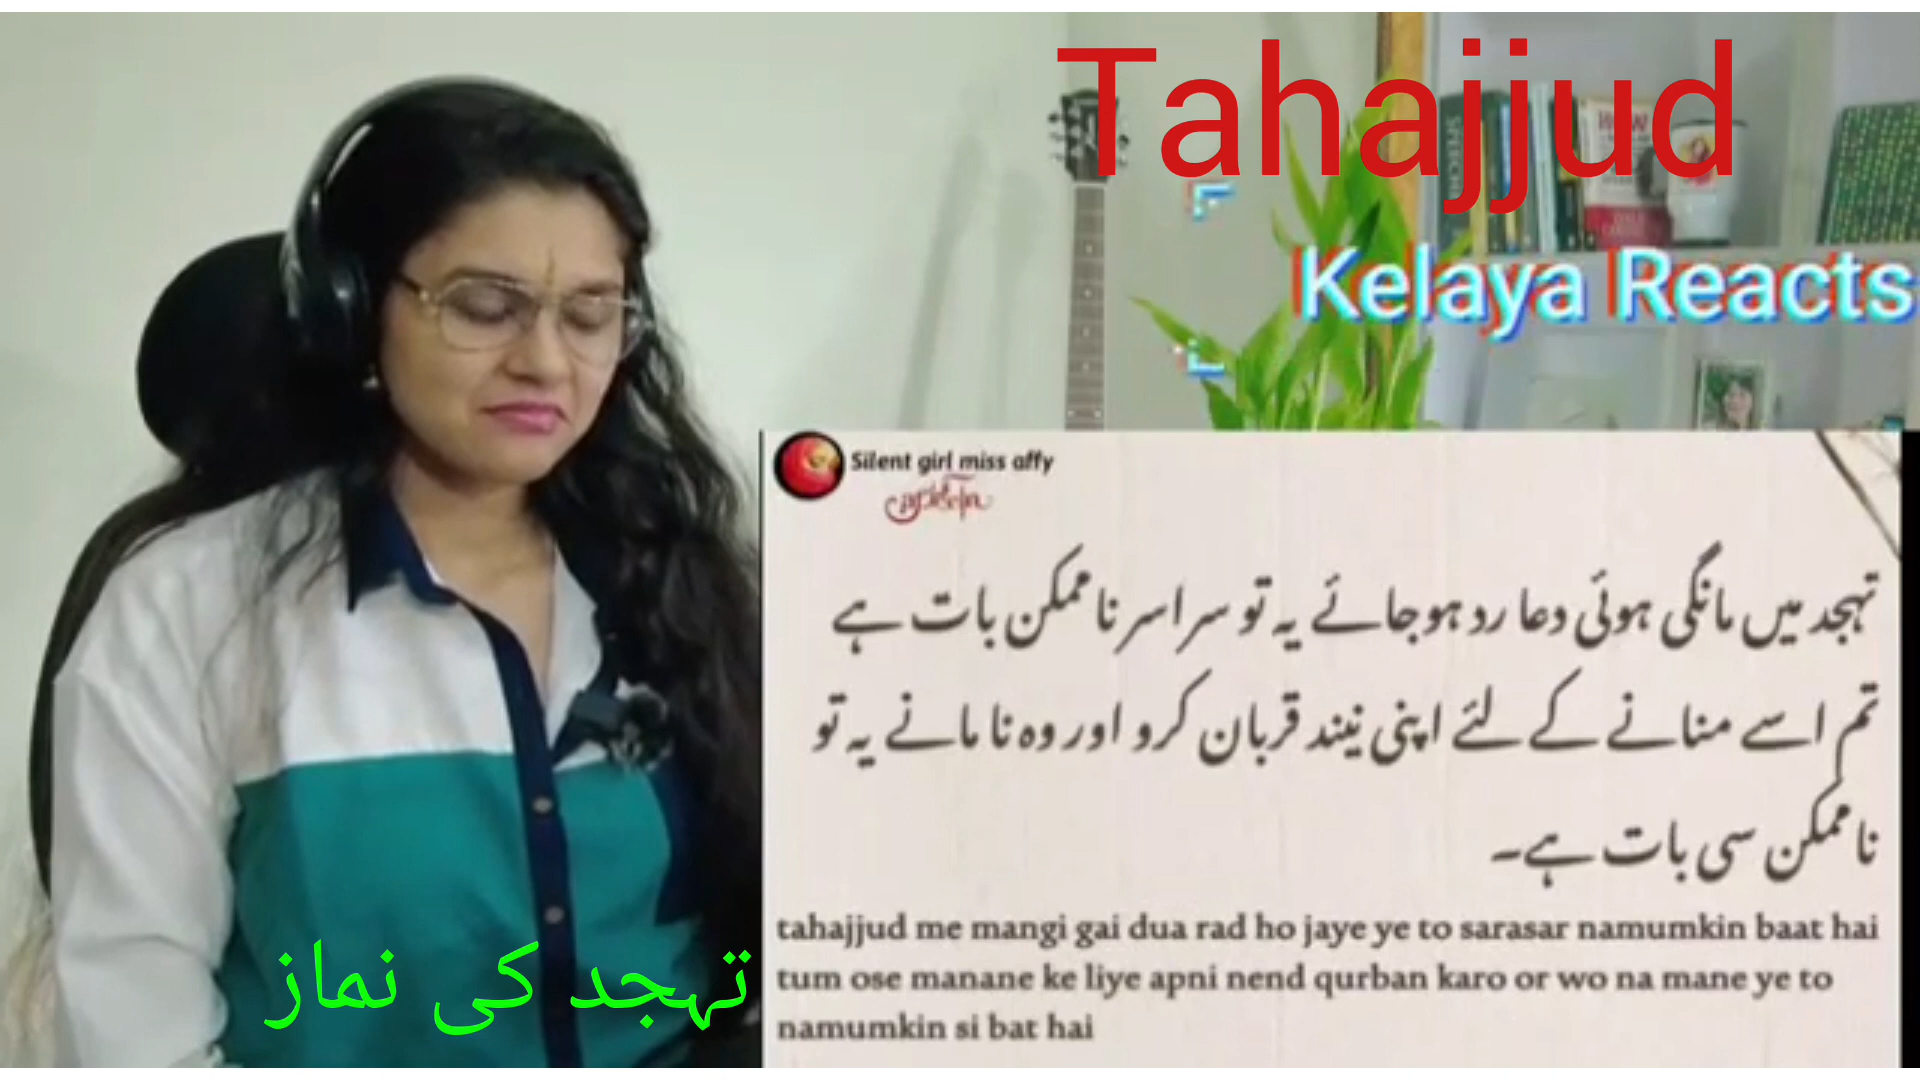 Tahajjud
Kelaya Reacts
Silent girl miss affy
تہجد میں مانگی ہوئی دعا رد ہوجائے یہ تو سراسر ناممکن بات ہے
تم اسے منانے کے لئے اپنی نیند قربان کرو اور وہ نا مانے یہ تو
ناممکن سی بات ہے۔
tahajjud me mangi gai dua rad ho jaye ye to sarasar namumkin baat hai
tum ose manane ke liye apni nend qurban karo or wo na mane ye to
namumkin si bat hai
تہجد کی نماز